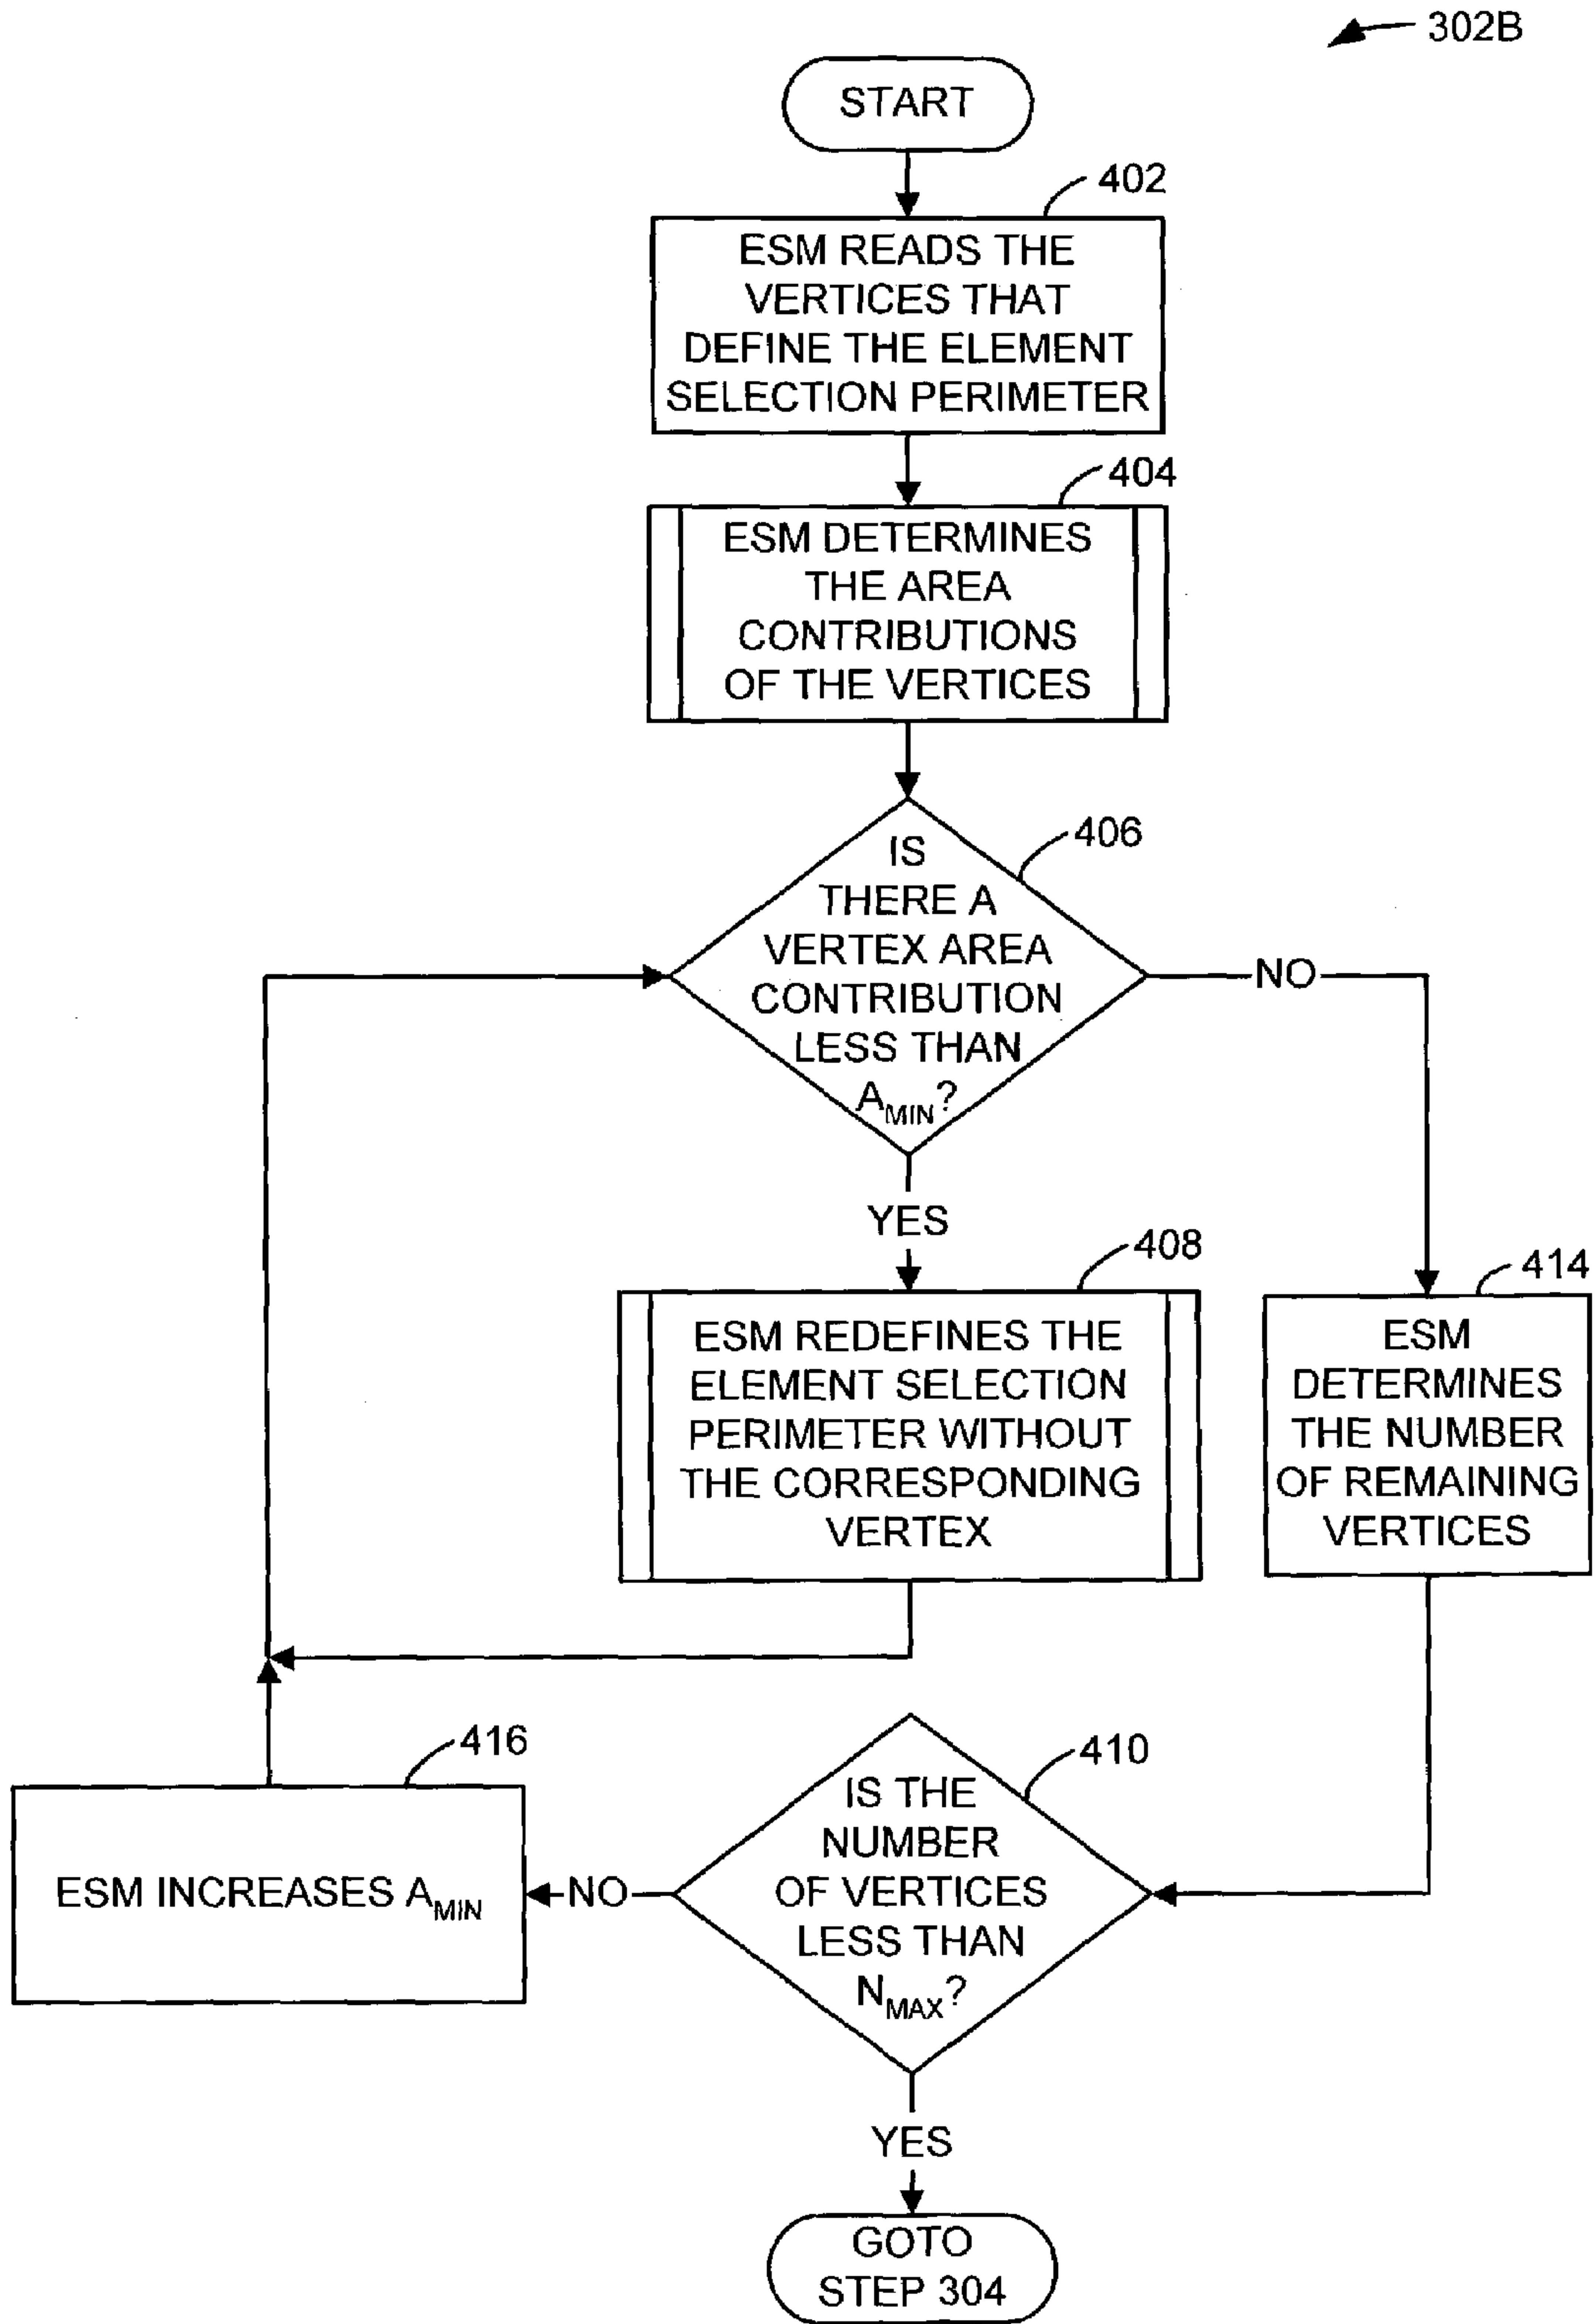 302B
START
402
ESM READS THE
VERTICES THAT
DEFINE THE ELEMENT
SELECTION PERIMETER
404
ESM DETERMINES
THE AREA
CONTRIBUTIONS
OF THE VERTICES
406
IS
THERE A
VERTEX AREA
CONTRIBUTION
LESS THAN
A_MIN?
NO
YES
408
ESM REDEFINES THE
ELEMENT SELECTION
PERIMETER WITHOUT
THE CORRESPONDING
VERTEX
414
ESM
DETERMINES
THE NUMBER
OF REMAINING
VERTICES
416
ESM INCREASES A_MIN
NO
410
IS THE
NUMBER
OF VERTICES
LESS THAN
N_MAX?
YES
GOTO
STEP 304